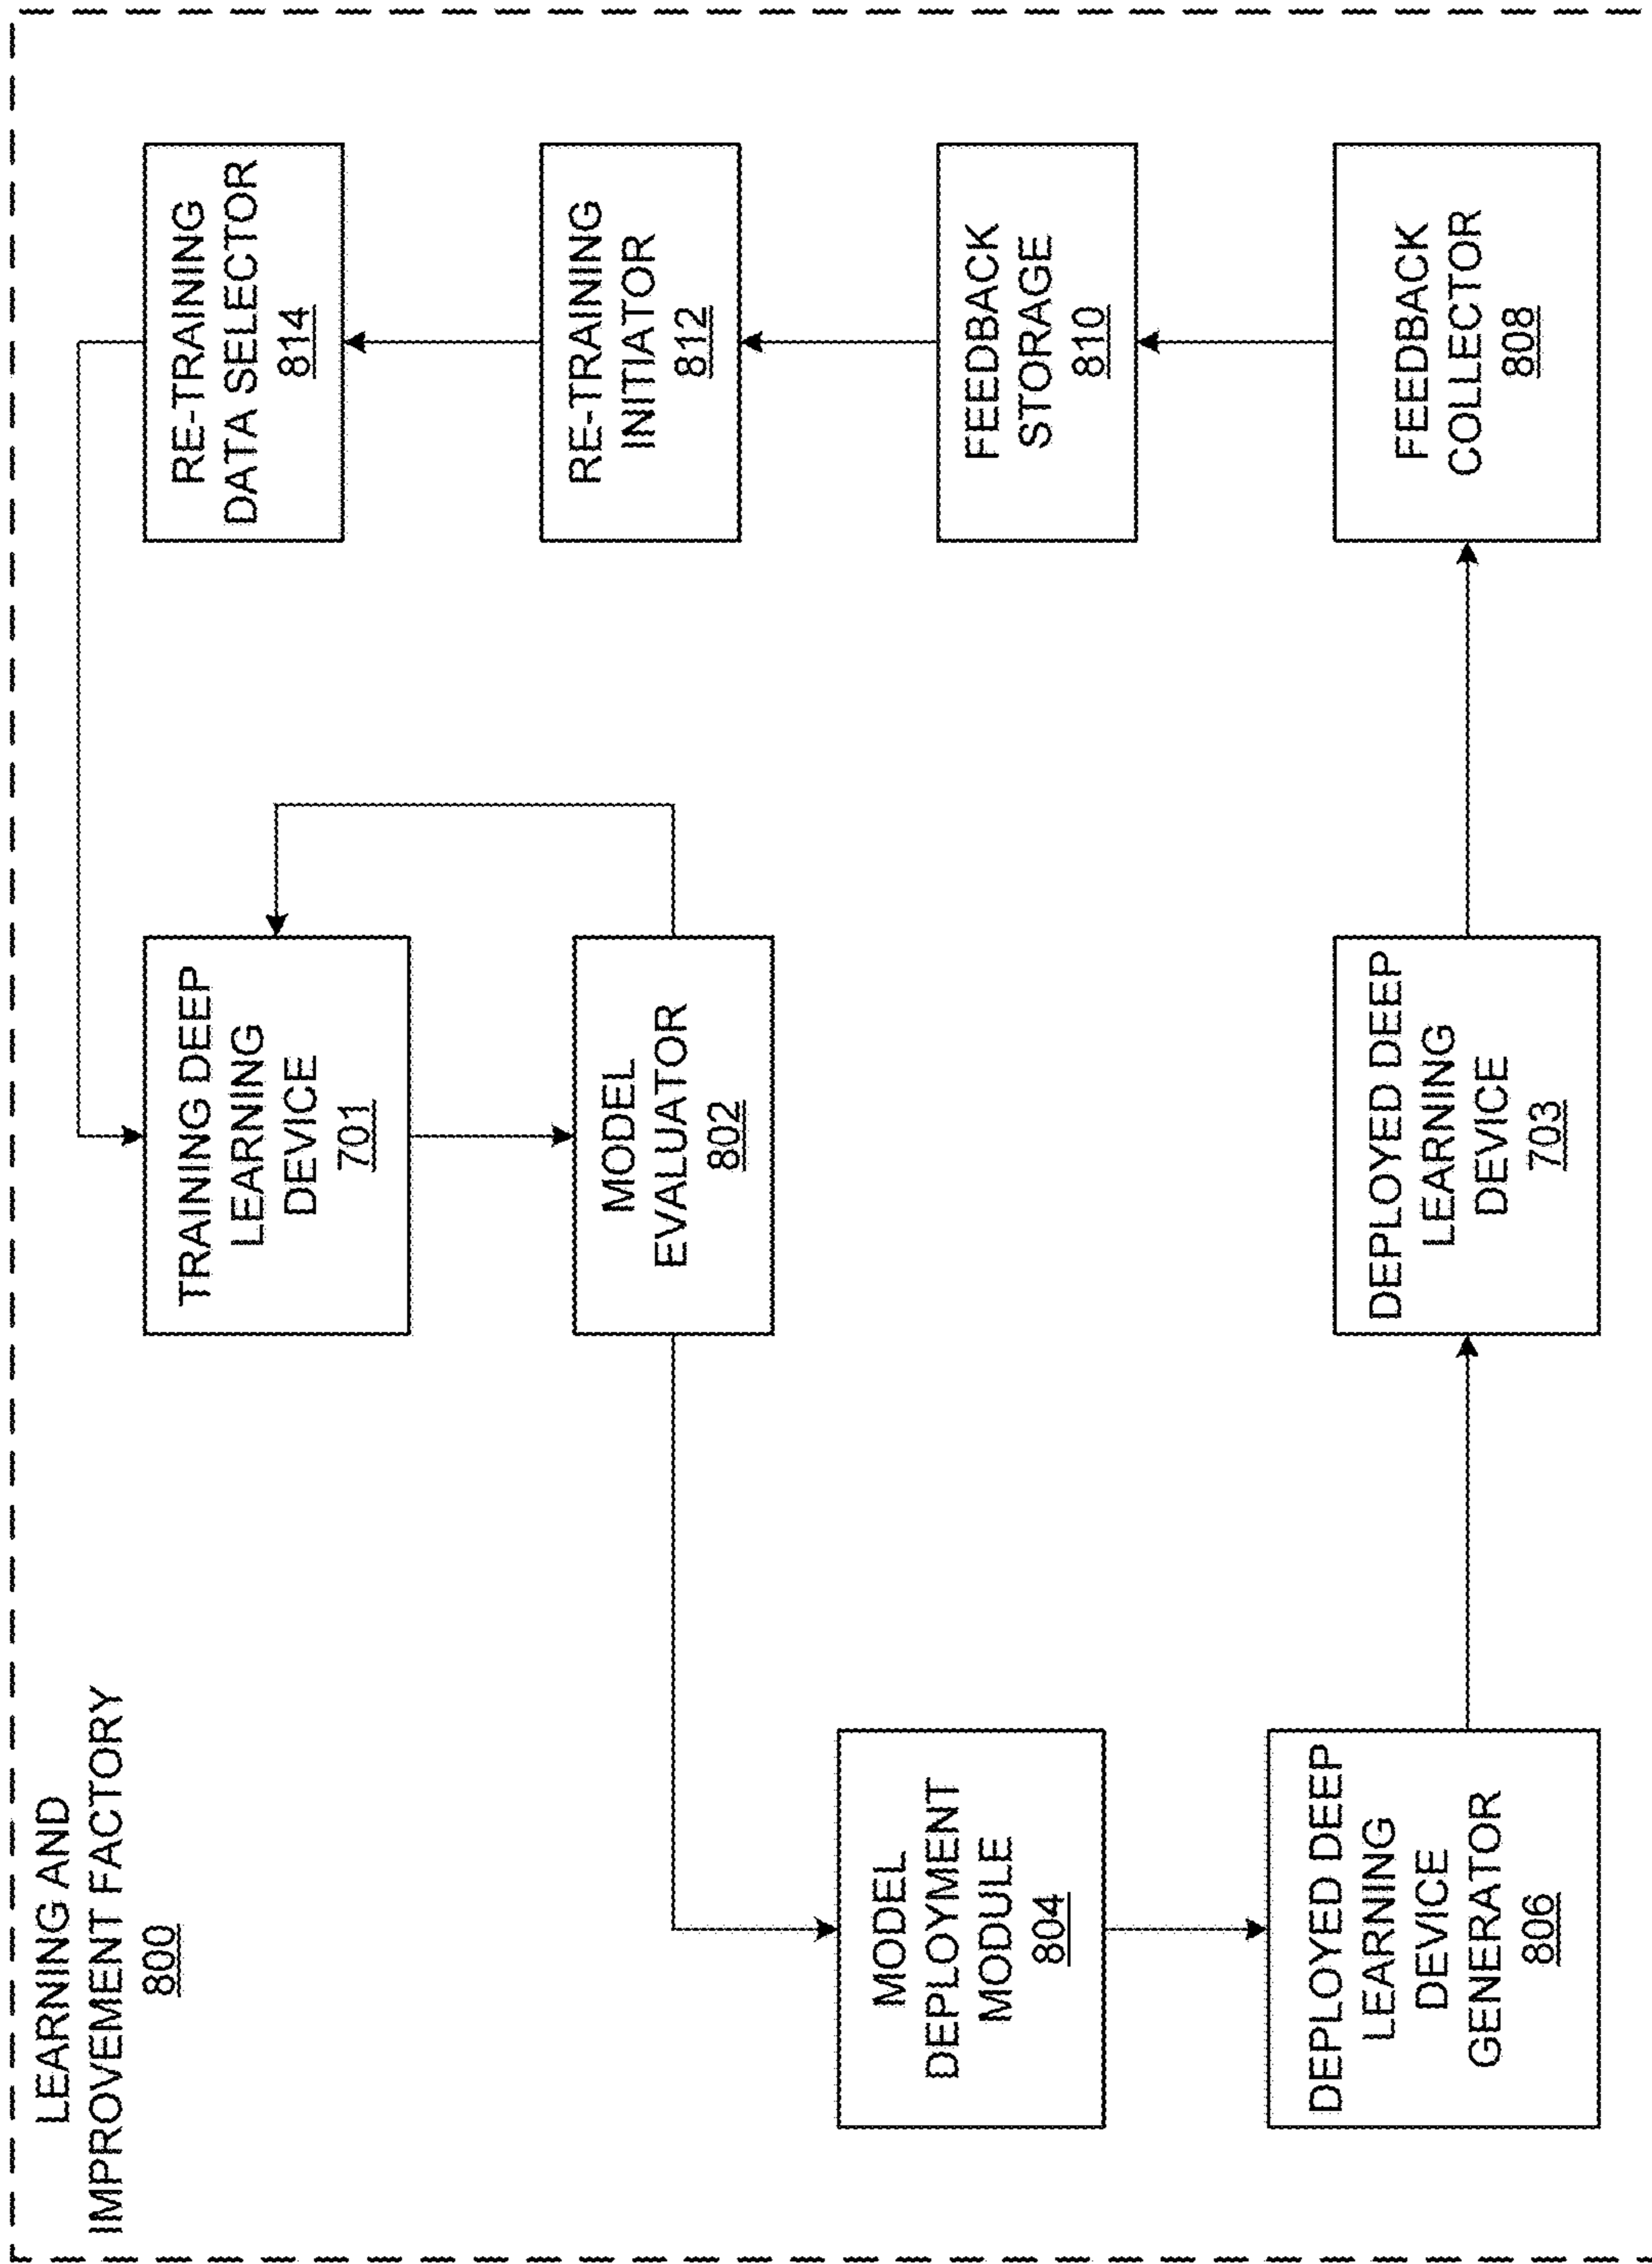 LEARNING AND
IMPROVEMENT FACTORY
800
TRAINING DEEP
LEARNING
DEVICE
701
RE-TRAINING
DATA SELECTOR
814
MODEL
EVALUATOR
802
RE-TRAINING
INITIATOR
812
MODEL
DEPLOYMENT
MODULE
804
FEEDBACK
STORAGE
810
DEPLOYED DEEP
LEARNING
DEVICE
GENERATOR
806
DEPLOYED DEEP
LEARNING
DEVICE
703
FEEDBACK
COLLECTOR
808